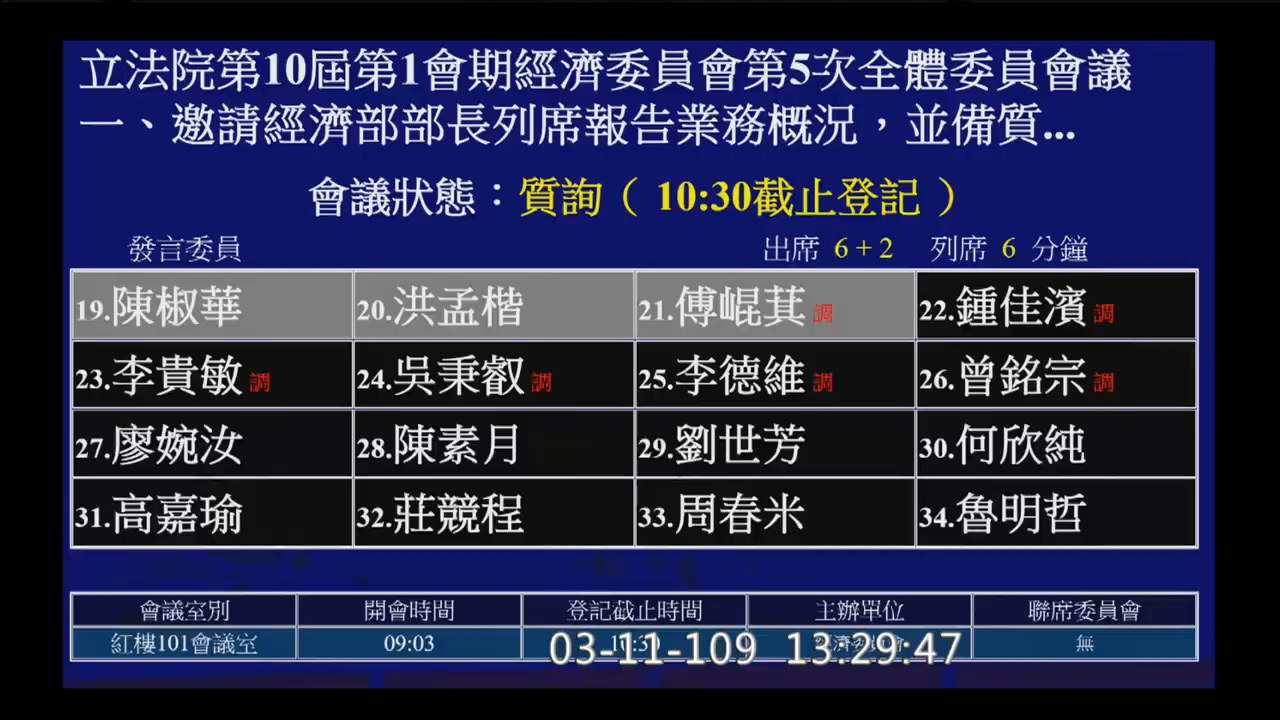 立法院第10屆第1會期經濟委員會第5次全體委員會議
一、邀請經濟部部長列席報告業務概況，並備質...
會議狀態：質詢（ 10:30截止登記 ）
發言委員 出席 6 + 2 列席 6 分鐘
19.陳椒華 20.洪孟楷 21.傅崐萁 調 22.鍾佳濱 調
23.李貴敏 調 24.吳秉叡 調 25.李德維 調 26.曾銘宗 調
27.廖婉汝 28.陳素月 29.劉世芳 30.何欣純
31.高嘉瑜 32.莊競程 33.周春米 34.魯明哲
會議室別 開會時間 登記截止時間 主辦單位 聯席委員會
紅樓101會議室 09:03 無
03-11-109 13:29:47